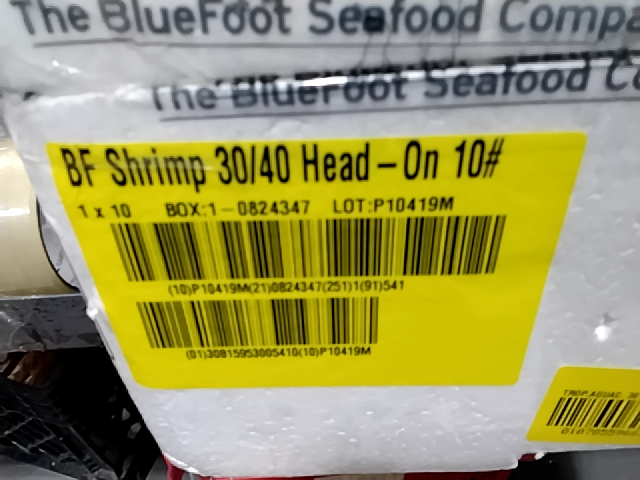 The BlueFoot Seafood Compa
The BlueFoot Seafood Co
BF Shrimp 30/40 Head-On 10#
1 x 10 BOX:1-0824347 LOT:P10419M
(10)P10419M(21)0824347(251)1(91)541
(01)30815953005410(10)P10419M